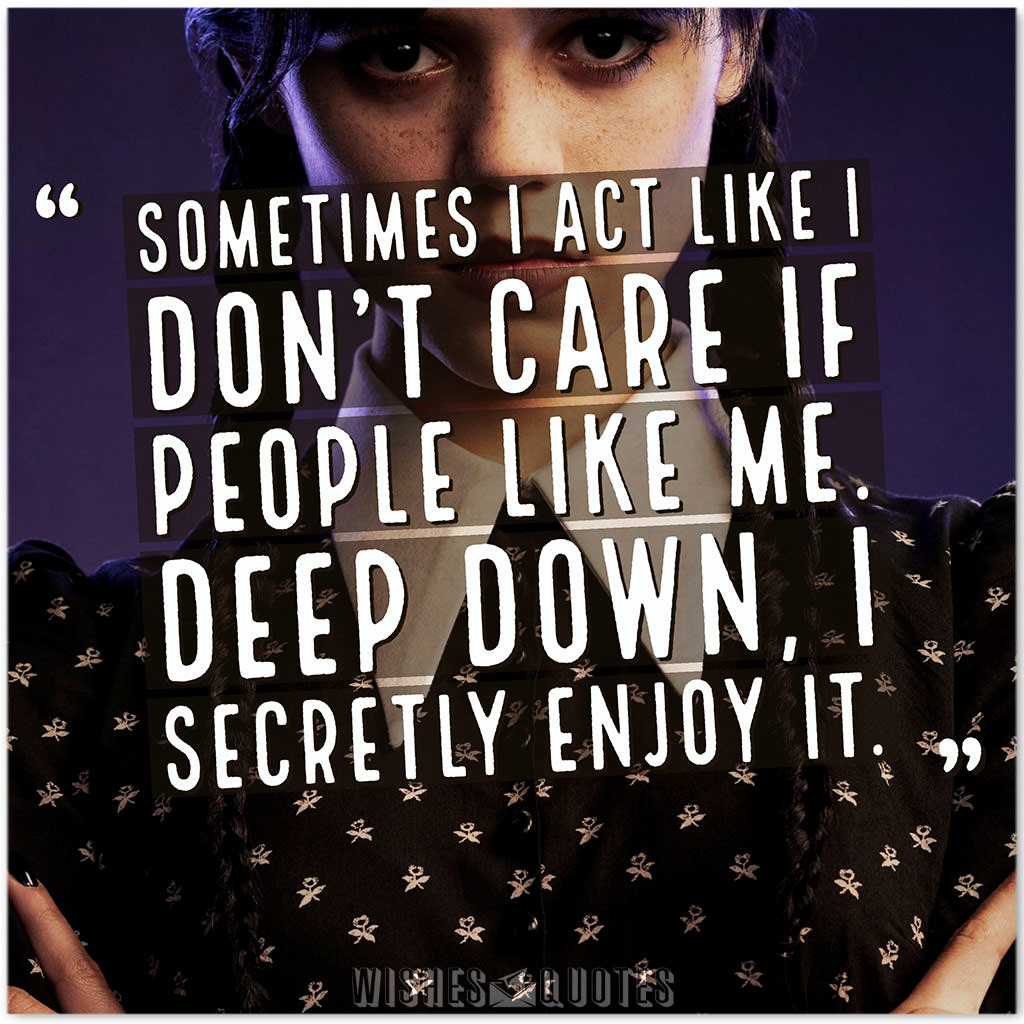 “ SOMETIMES I ACT LIKE I
DON’T CARE IF
PEOPLE LIKE ME.
DEEP DOWN, I
SECRETLY ENJOY IT. ”
WISHES QUOTES